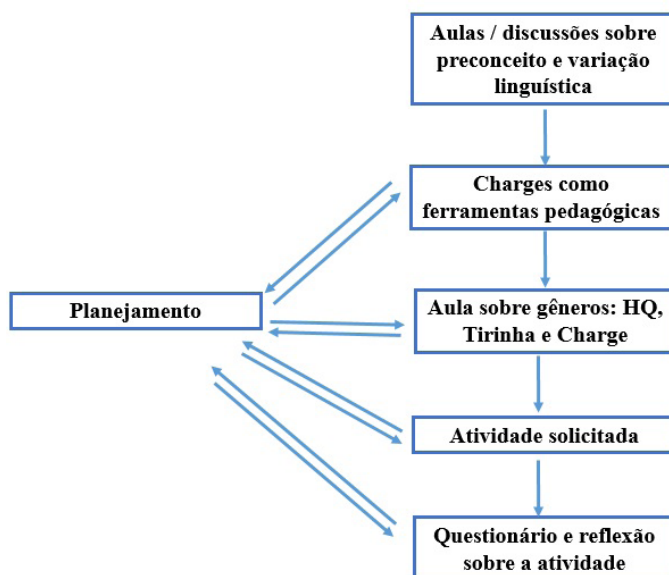 Aulas / discussões sobre
preconceito e variação
linguística
Charges como
ferramentas pedagógicas
Planejamento
Aula sobre gêneros: HQ,
Tirinha e Charge
Atividade solicitada
Questionário e reflexão
sobre a atividade